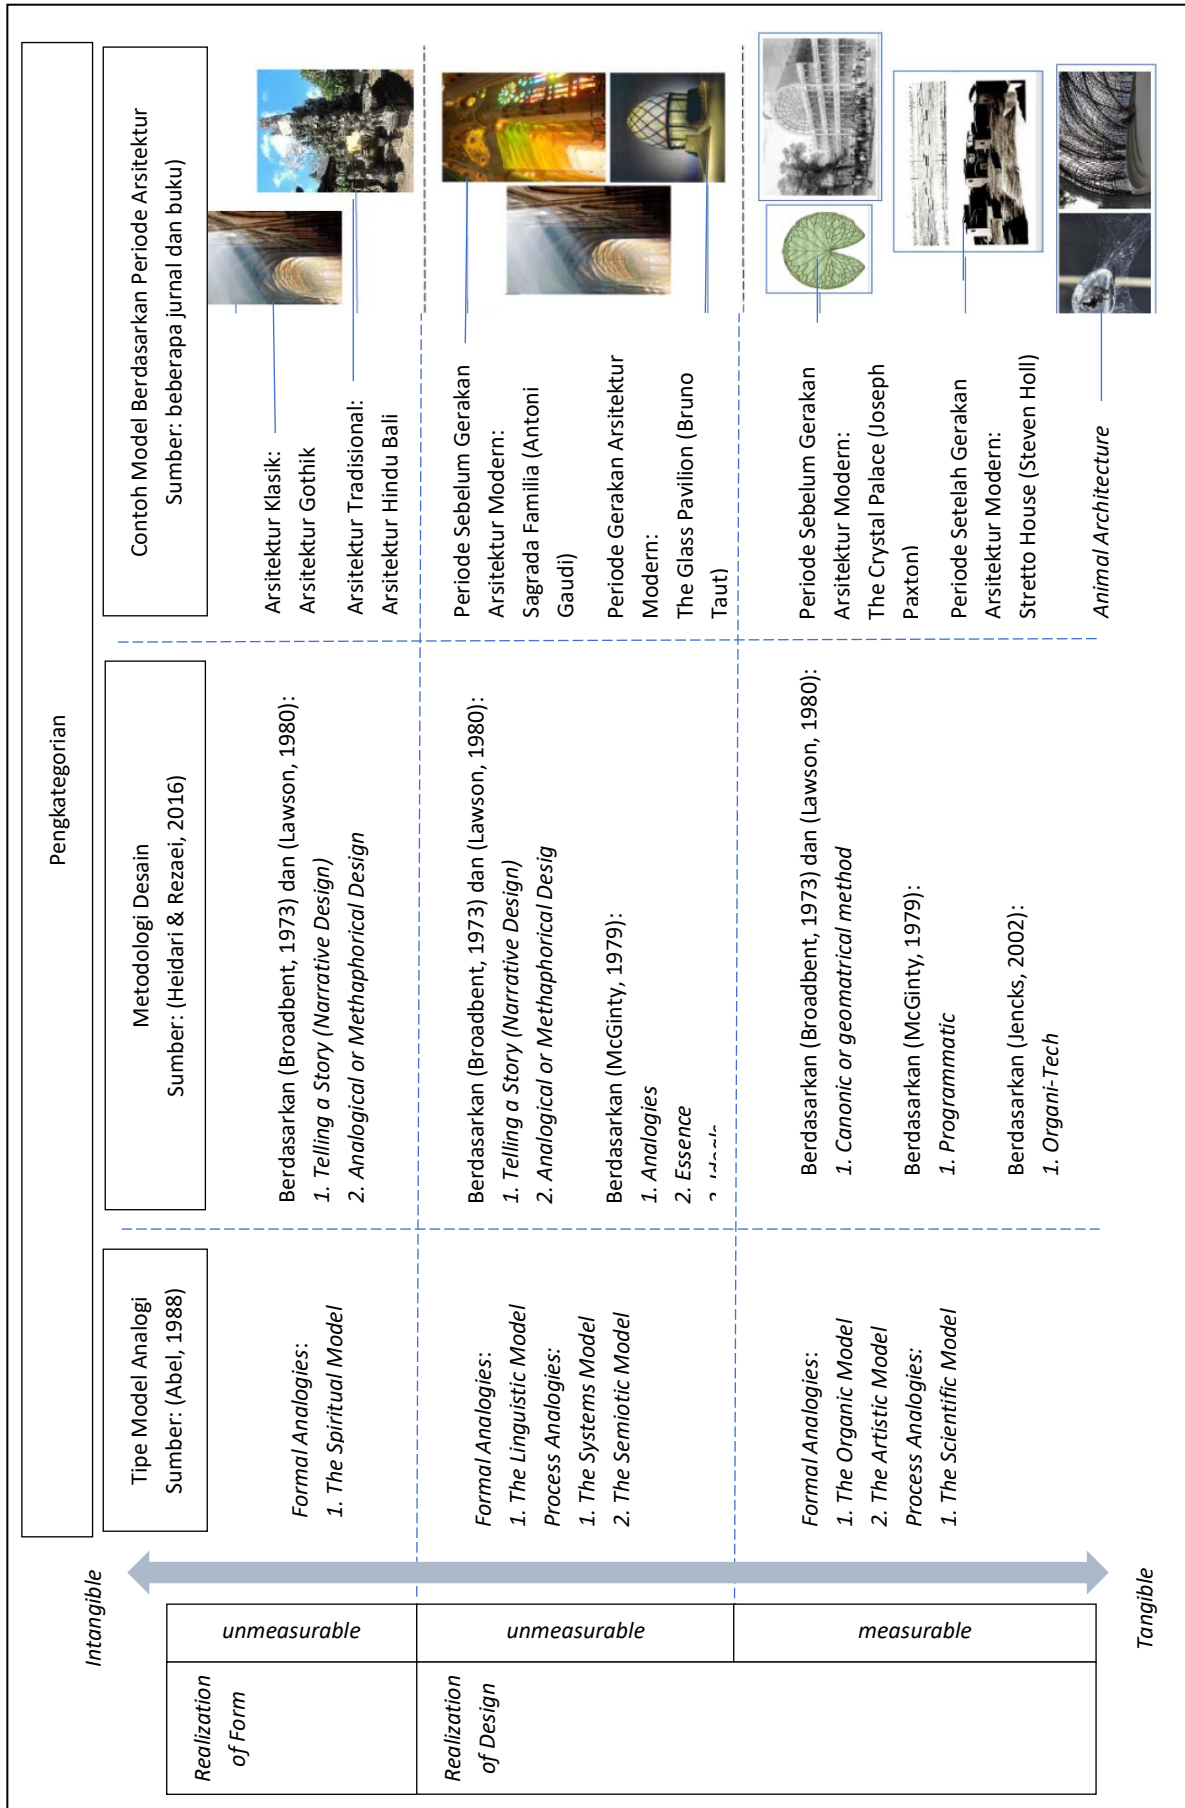 Pengkategorian
Intangible
Tangible
Realization
of Form
Realization
of Design
unmeasurable
unmeasurable
measurable
Tipe Model Analogi
Sumber: (Abel, 1988)
Metodologi Desain
Sumber: (Heidari & Rezaei, 2016)
Contoh Model Berdasarkan Periode Arsitektur
Sumber: beberapa jurnal dan buku)
Formal Analogies:
1. The Spiritual Model
Berdasarkan (Broadbent, 1973) dan (Lawson, 1980):
1. Telling a Story (Narrative Design)
2. Analogical or Methaphorical Design
Arsitektur Klasik:
Arsitektur Gothik
Arsitektur Tradisional:
Arsitektur Hindu Bali
Formal Analogies:
1. The Linguistic Model
Process Analogies:
1. The Systems Model
2. The Semiotic Model
Berdasarkan (Broadbent, 1973) dan (Lawson, 1980):
1. Telling a Story (Narrative Design)
2. Analogical or Methaphorical Desig
Berdasarkan (McGinty, 1979):
1. Analogies
2. Essence
Periode Sebelum Gerakan
Arsitektur Modern:
Sagrada Familia (Antoni
Gaudi)
Periode Gerakan Arsitektur
Modern:
The Glass Pavilion (Bruno
Taut)
Formal Analogies:
1. The Organic Model
2. The Artistic Model
Process Analogies:
1. The Scientific Model
Berdasarkan (Broadbent, 1973) dan (Lawson, 1980):
1. Canonic or geomatrical method
Berdasarkan (McGinty, 1979):
1. Programmatic
Berdasarkan (Jencks, 2002):
1. Organi-Tech
Periode Sebelum Gerakan
Arsitektur Modern:
The Crystal Palace (Joseph
Paxton)
Periode Setelah Gerakan
Arsitektur Modern:
Stretto House (Steven Holl)
Animal Architecture